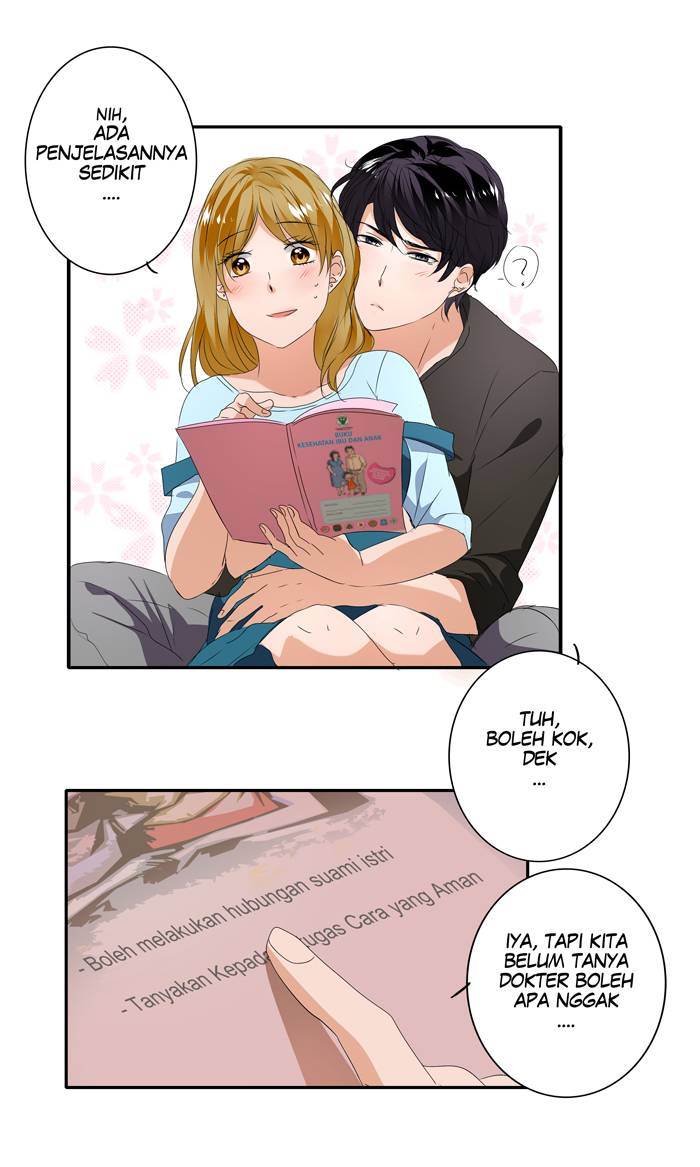 NIH,
ADA
PENJELASANNYA
SEDIKIT
....
?
BUKU
KESEHATAN IBU DAN ANAK
TUH,
BOLEH KOK,
DEK
...
- Boleh melakukan hubungan suami istri
- Tanyakan Kepada tugas Cara yang Aman
IYA, TAPI KITA
BELUM TANYA
DOKTER BOLEH
APA NGGAK
....